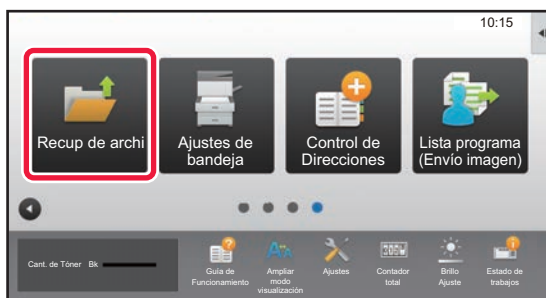 10:15
Recup de archi
Ajustes de
bandeja
Control de
Direcciones
Lista programa
(Envío imagen)
Cant. de Tóner Bk
Guía de
Funcionamiento
Ampliar
modo
visualización
Ajustes
Contador
total
Brillo
Ajuste
Estado de
trabajos